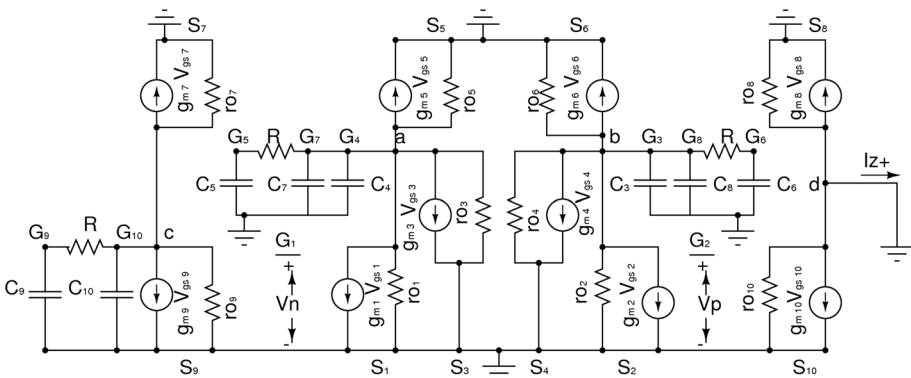 S7 S5 S6 S8
gm7 Vgs7 ro7 gm5 Vgs5 ro5 ro6 gm6 Vgs6 ro8 gm8 Vgs8
G5 R G7 G4 a b G3 G8 R G6
C5 C7 C4 gm3 Vgs3 ro3 ro4 gm4 Vgs4 C3 C8 C6 d Iz+
G9 R G10 c G1 G2
C9 C10 gm9 Vgs9 ro9 + Vn - gm1 Vgs1 ro1 ro2 gm2 Vgs2 + Vp - ro10 gm10 Vgs10
S9 S1 S3 S4 S2 S10